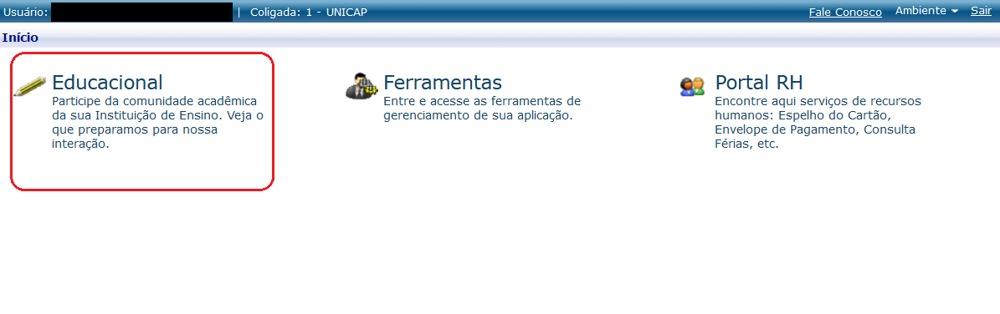 Usuário: | Coligada: 1 - UNICAP
Fale Conosco Ambiente Sair
Início
Educacional
Participe da comunidade acadêmica
da sua Instituição de Ensino. Veja o
que preparamos para nossa
interação.
Ferramentas
Entre e acesse as ferramentas de
gerenciamento de sua aplicação.
Portal RH
Encontre aqui serviços de recursos
humanos: Espelho do Cartão,
Envelope de Pagamento, Consulta
Férias, etc.